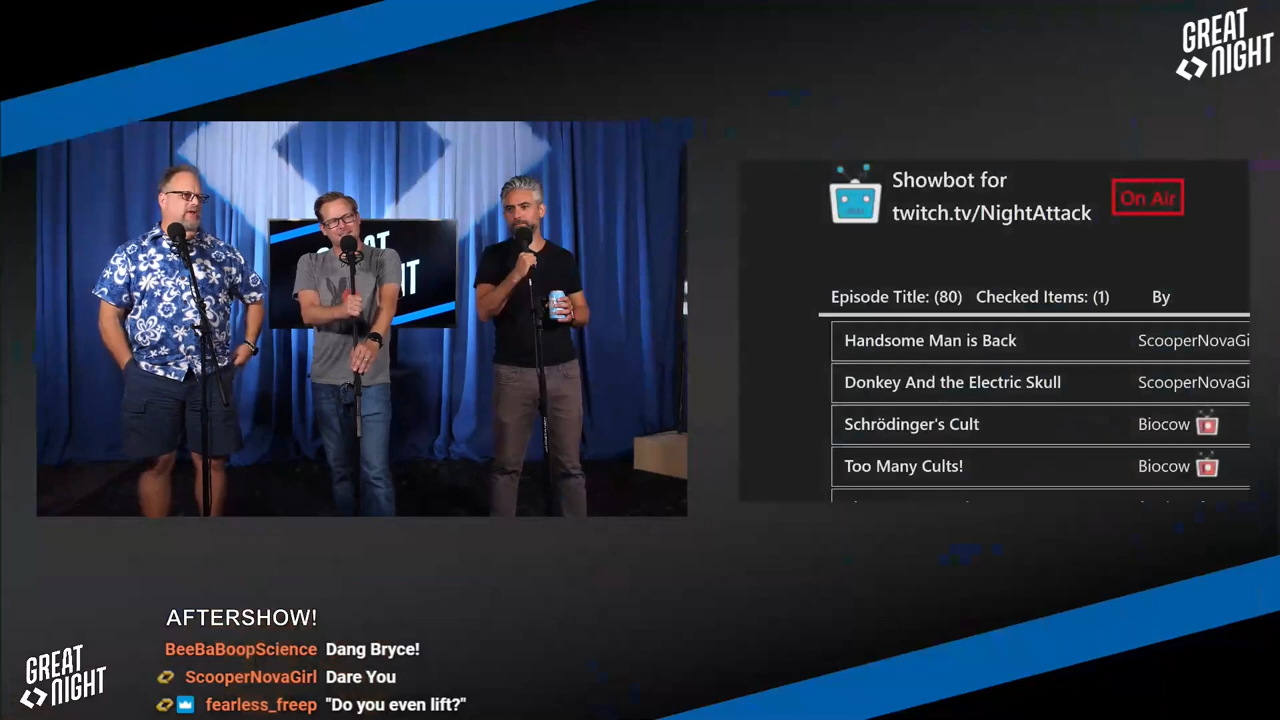 GREAT
NIGHT
Showbot for
twitch.tv/NightAttack
On Air
Episode Title: (80) Checked Items: (1) By
Handsome Man is Back ScooperNovaGi
Donkey And the Electric Skull ScooperNovaGi
Schrödinger's Cult Biocow
Too Many Cults! Biocow
AFTERSHOW!
BeeBaBoopScience Dang Bryce!
ScooperNovaGirl Dare You
fearless_freep "Do you even lift?"
GREAT
NIGHT